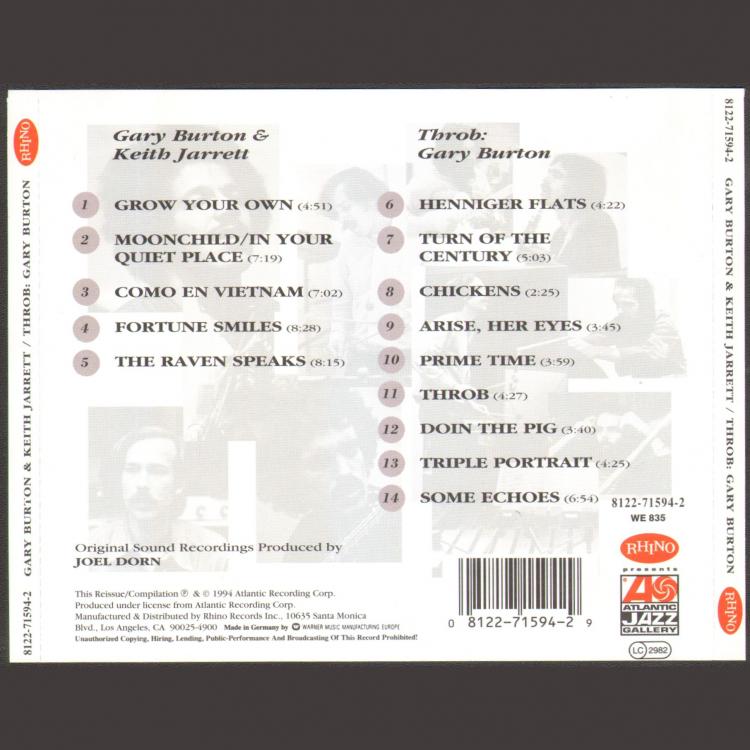 RHINO
GARY BURTON & KEITH JARRETT / THROB: GARY BURTON
8122-71594-2
Gary Burton &
Keith Jarrett
1 GROW YOUR OWN (4:51)
2 MOONCHILD/IN YOUR
QUIET PLACE (7:19)
3 COMO EN VIETNAM (7:02)
4 FORTUNE SMILES (8:28)
5 THE RAVEN SPEAKS (8:15)
Throb:
Gary Burton
6 HENNIGER FLATS (4:22)
7 TURN OF THE
CENTURY (5:03)
8 CHICKENS (2:25)
9 ARISE, HER EYES (3:45)
10 PRIME TIME (3:59)
11 THROB (4:27)
12 DOIN THE PIG (3:40)
13 TRIPLE PORTRAIT (4:25)
14 SOME ECHOES (6:54)
8122-71594-2
WE 835
Original Sound Recordings Produced by
JOEL DORN
This Reissue/Compilation ℗ & © 1994 Atlantic Recording Corp.
Produced under license from Atlantic Recording Corp.
Manufactured & Distributed by Rhino Records Inc., 10635 Santa Monica
Blvd., Los Angeles, CA 90025-4900 Made in Germany by WARNER MUSIC MANUFACTURING EUROPE
Unauthorized Copying, Hiring, Lending, Public-Performance And Broadcasting Of This Record Prohibited!
0 8122-71594-2 9
RHINO
presents
ATLANTIC
JAZZ
GALLERY
LC 2982
8122-71594-2
GARY BURTON & KEITH JARRETT / THROB: GARY BURTON
RHINO